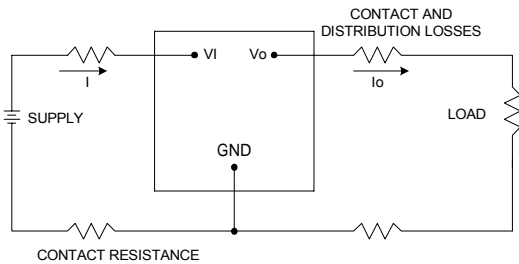 CONTACT AND
DISTRIBUTION LOSSES
VI
Vo
I
Io
SUPPLY
LOAD
GND
CONTACT RESISTANCE